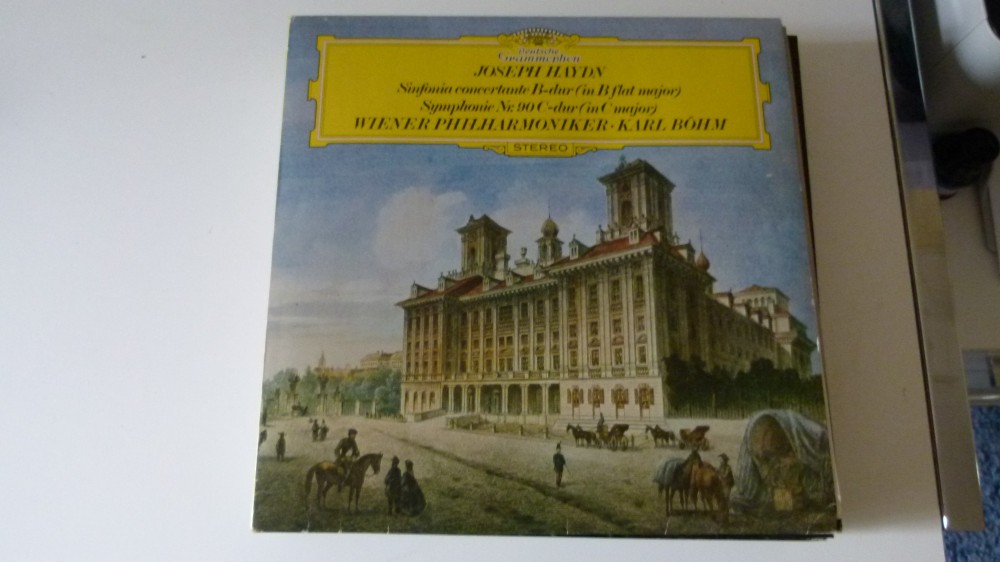 Deutsche
Grammophon
JOSEPH HAYDN
Sinfonia concertante B-dur (in B flat major)
Symphonie Nr. 90 C-dur (in C major)
WIENER PHILHARMONIKER · KARL BÖHM
STEREO